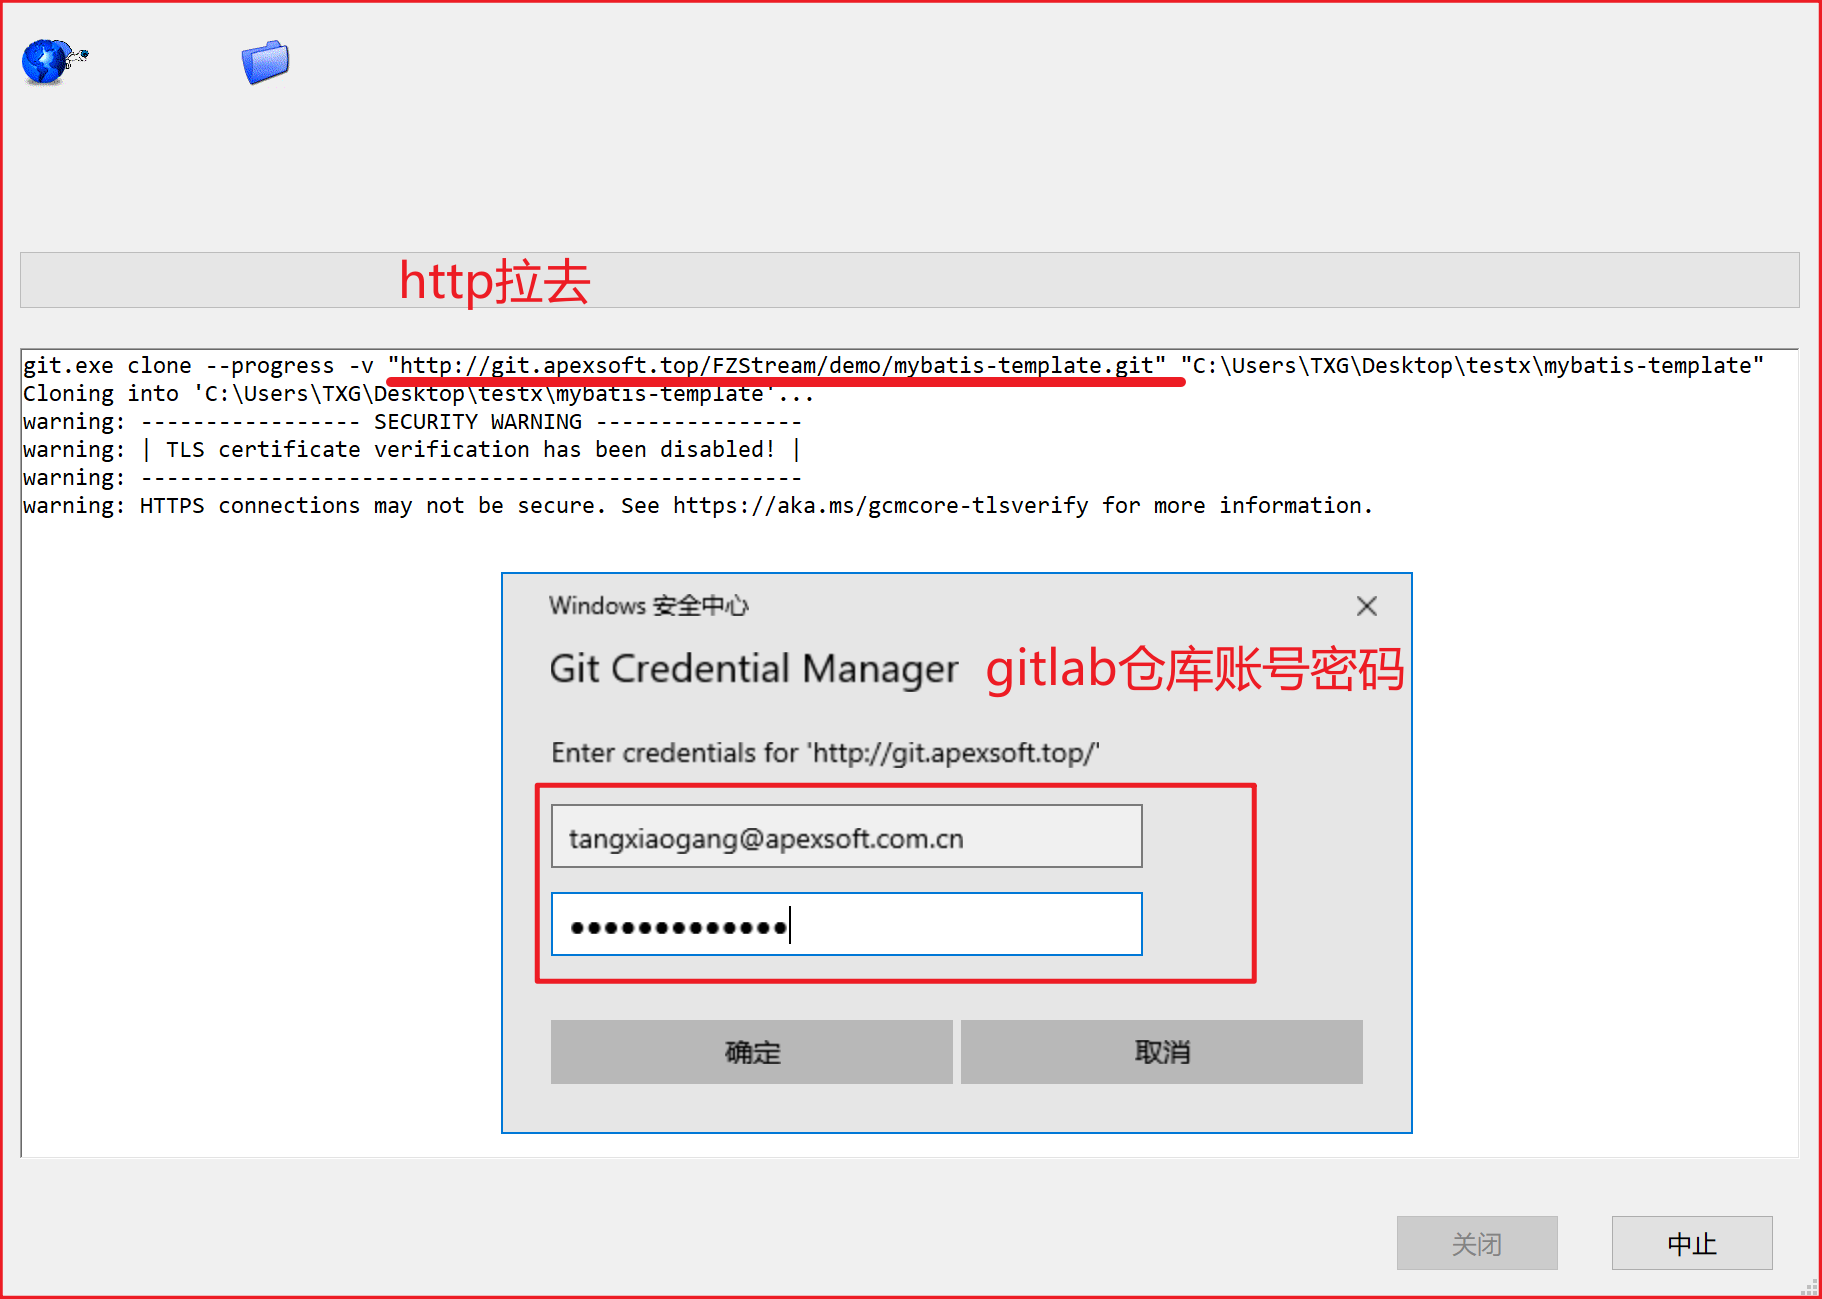 http拉去
git.exe clone --progress -v "http://git.apexsoft.top/FZStream/demo/mybatis-template.git" "C:\Users\TXG\Desktop\testx\mybatis-template"
Cloning into 'C:\Users\TXG\Desktop\testx\mybatis-template'...
warning: ----------------- SECURITY WARNING ----------------
warning: | TLS certificate verification has been disabled! |
warning: ---------------------------------------------------
warning: HTTPS connections may not be secure. See https://aka.ms/gcmcore-tlsverify for more information.
Windows 安全中心
Git Credential Manager gitlab仓库账号密码
Enter credentials for 'http://git.apexsoft.top/'
tangxiaogang@apexsoft.com.cn
●●●●●●●●●●●●●
确定 取消
关闭 中止